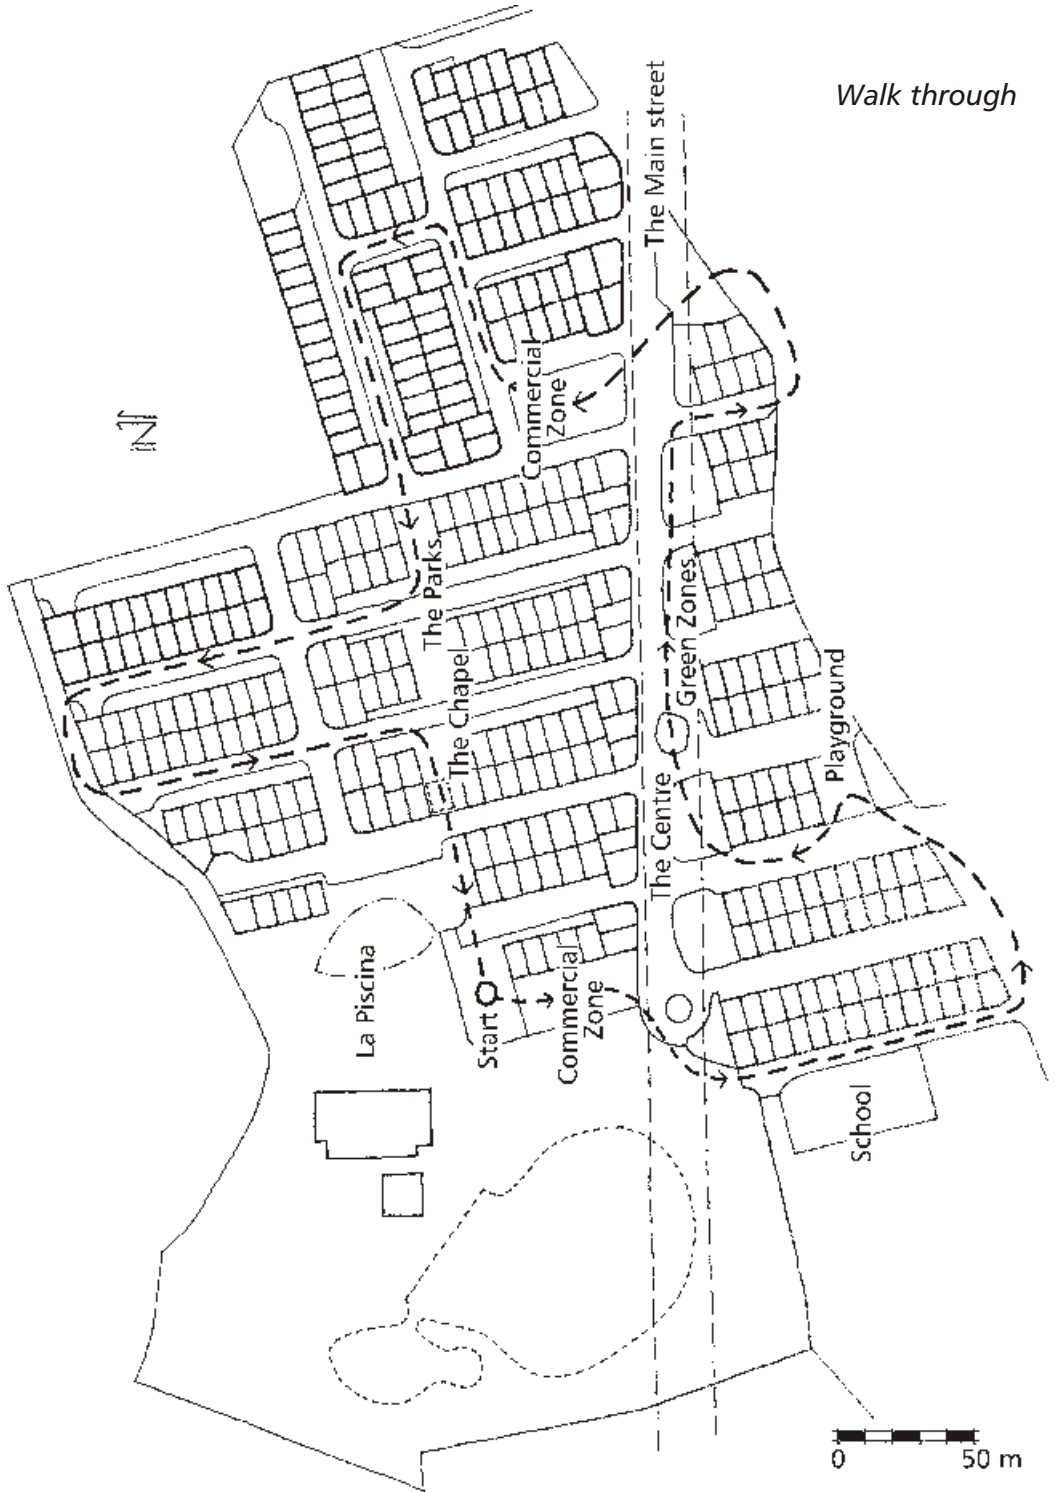 Walk through
The Main street
Commercial
Zone
N
The Parks
The Chapel
Green Zones
Playground
The Centre
La Piscina
Start
Commercial
Zone
School
0
50 m